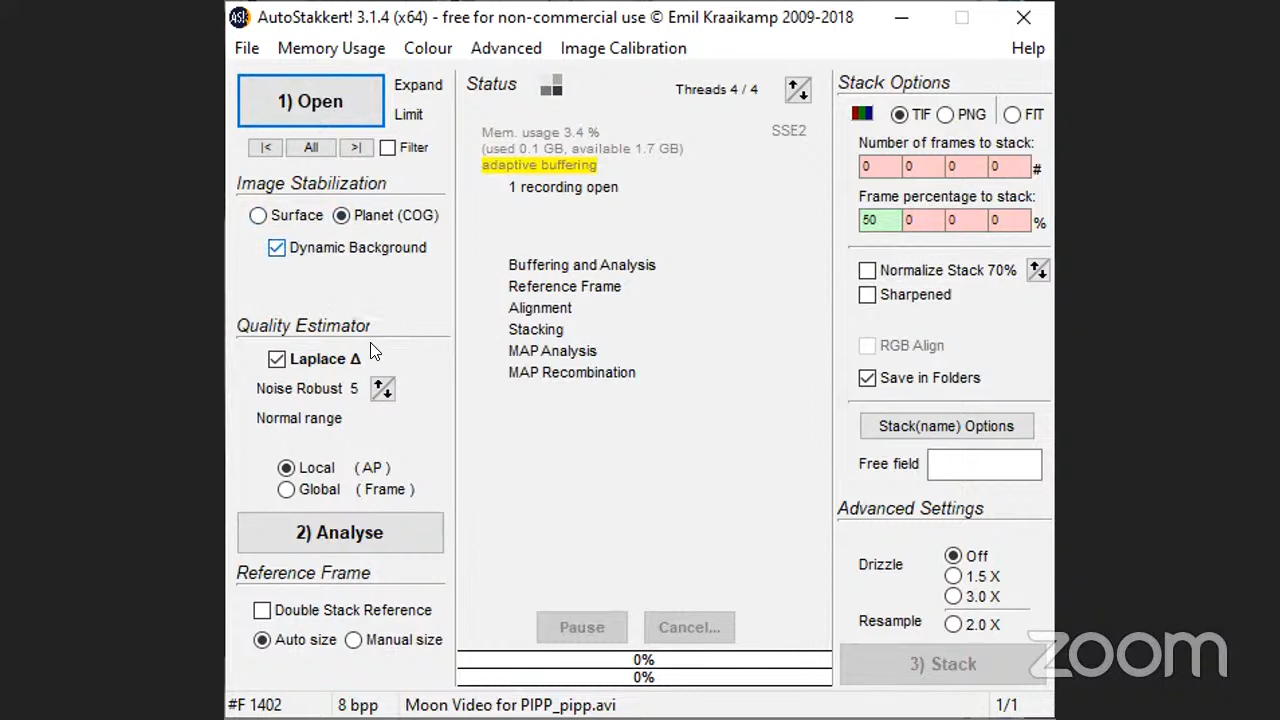 AS!
AutoStakkert! 3.1.4 (x64) - free for non-commercial use © Emil Kraaikamp 2009-2018
File Memory Usage Colour Advanced Image Calibration Help
1) Open
Expand
Limit
|< All >| Filter
Image Stabilization
Surface Planet (COG)
Dynamic Background
Quality Estimator
Laplace Δ
Noise Robust 5
Normal range
Local (AP)
Global (Frame)
2) Analyse
Reference Frame
Double Stack Reference
Auto size Manual size
Status
Threads 4 / 4
Mem. usage 3.4 %
SSE2
(used 0.1 GB, available 1.7 GB)
adaptive buffering
1 recording open
Buffering and Analysis
Reference Frame
Alignment
Stacking
MAP Analysis
MAP Recombination
Pause Cancel...
0%
0%
Stack Options
TIF PNG FIT
Number of frames to stack:
0 0 0 0 #
Frame percentage to stack:
50 0 0 0 %
Normalize Stack 70%
Sharpened
RGB Align
Save in Folders
Stack(name) Options
Free field
Advanced Settings
Drizzle
Off
1.5 X
3.0 X
Resample 2.0 X
3) Stack
zoom
#F 1402 8 bpp Moon Video for PIPP_pipp.avi 1/1